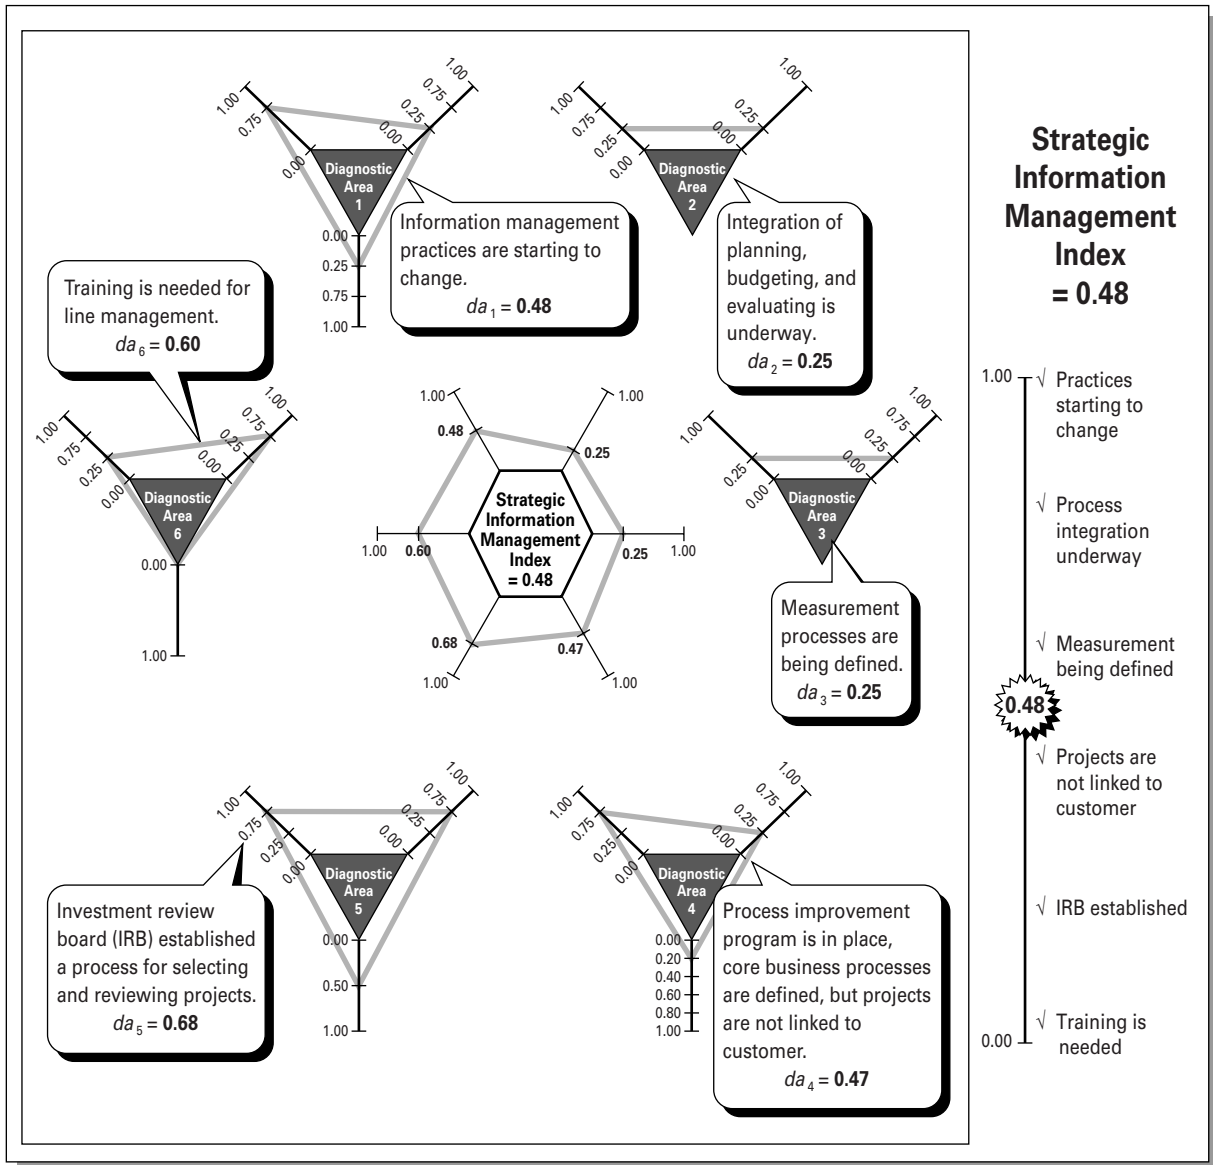 1.00
0.75
0.00
1.00
0.75
0.25
0.00
Diagnostic
Area
1
0.00
0.25
0.75
1.00
Information management
practices are starting to
change.
da1 = 0.48
1.00
0.75
0.25
0.00
1.00
0.25
0.00
Diagnostic
Area
2
Integration of
planning,
budgeting, and
evaluating is
underway.
da2 = 0.25
Training is needed for
line management.
da6 = 0.60
1.00
0.75
0.25
0.00
1.00
0.75
0.25
0.00
Diagnostic
Area
6
0.00
1.00
1.00
1.00
0.48
0.25
1.00
0.60
0.25
1.00
0.68
0.47
1.00
1.00
Strategic
Information
Management
Index
= 0.48
1.00
0.25
0.00
1.00
0.25
0.00
Diagnostic
Area
3
Measurement
processes are
being defined.
da3 = 0.25
1.00
0.75
0.25
0.00
1.00
0.75
0.25
0.00
Diagnostic
Area
5
0.00
0.50
1.00
Investment review
board (IRB) established
a process for selecting
and reviewing projects.
da5 = 0.68
1.00
0.75
0.25
0.00
1.00
0.75
0.25
0.00
Diagnostic
Area
4
0.00
0.20
0.40
0.60
0.80
1.00
Process improvement
program is in place,
core business processes
are defined, but projects
are not linked to
customer.
da4 = 0.47
Strategic
Information
Management
Index
= 0.48
1.00
√ Practices
starting to
change
√ Process
integration
underway
√ Measurement
being defined
0.48
√ Projects are
not linked to
customer
√ IRB established
√ Training is
needed
0.00